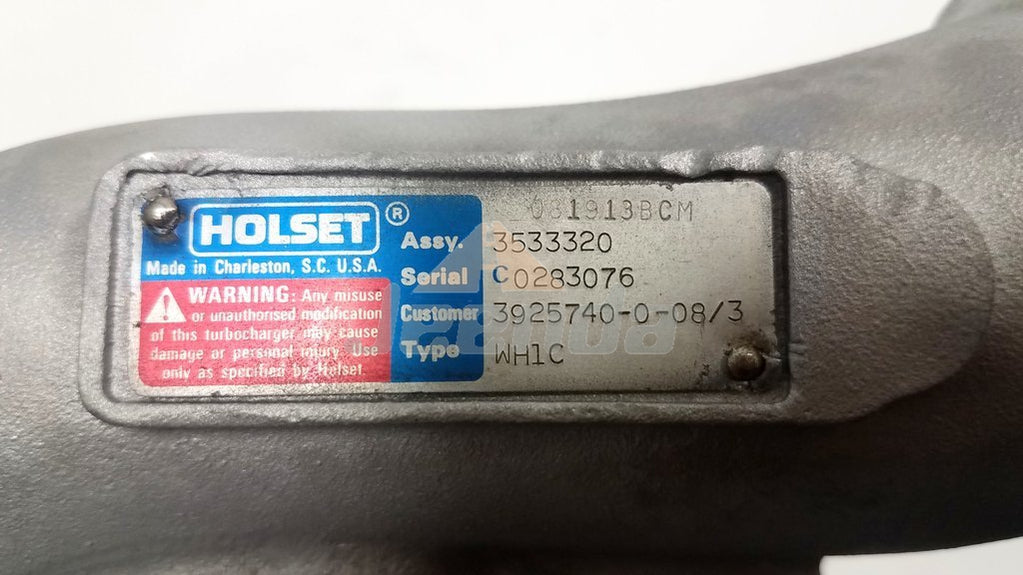 081913BCM
HOLSET ®
Made in Charleston, S.C. U.S.A.
WARNING: Any misuse
or unauthorised modification
of this turbocharger may cause
damage or personal injury. Use
only as specified by Holset
Assy. 3533320
Serial C0283076
Customer 3925740-0-08/3
Type WH1C